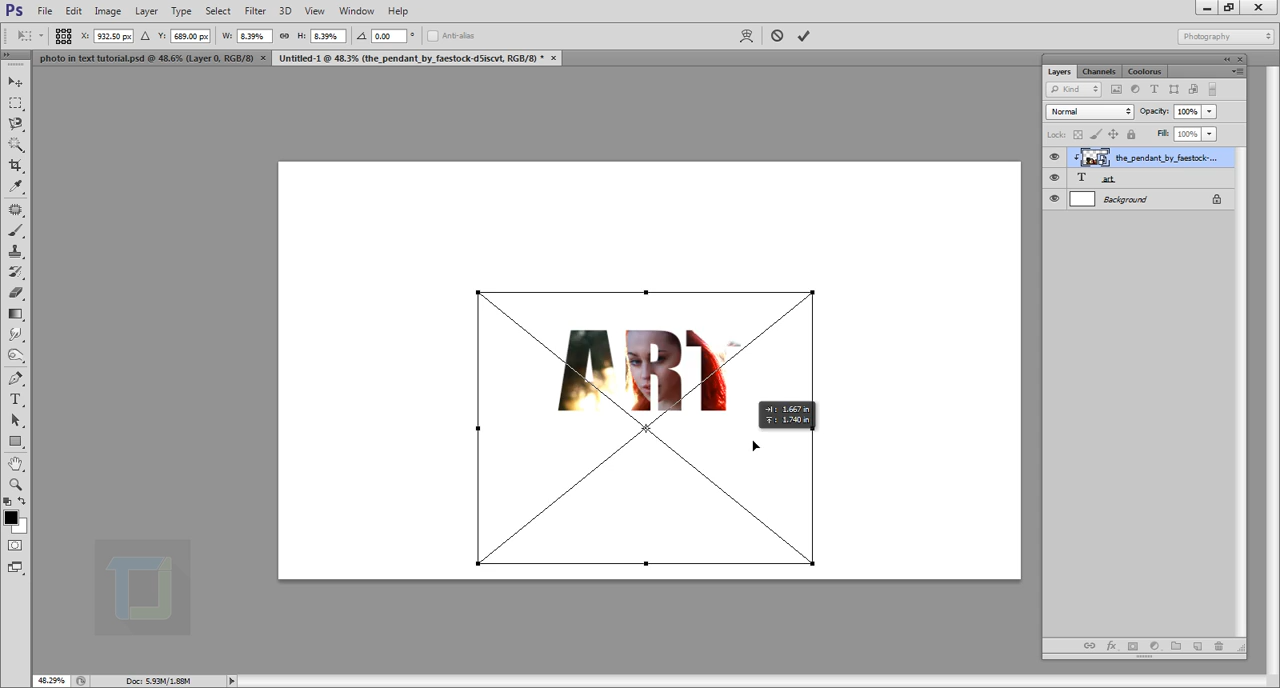 Ps File Edit Image Layer Type Select Filter 3D View Window Help
X: 932.50 px Y: 689.00 px W: 8.39% H: 8.39% 0.00 ° Anti-alias Photography
photo in text tutorial.psd @ 48.6% (Layer 0, RGB/8) × Untitled-1 @ 48.3% (the_pendant_by_faestock-d5iscvt, RGB/8) * ×
Layers Channels Coolorus
Kind
Normal Opacity: 100%
Lock: Fill: 100%
the_pendant_by_faestock-...
T art
Background
ART
1.667 in
1.740 in
48.29% Doc: 5.93M/1.88M